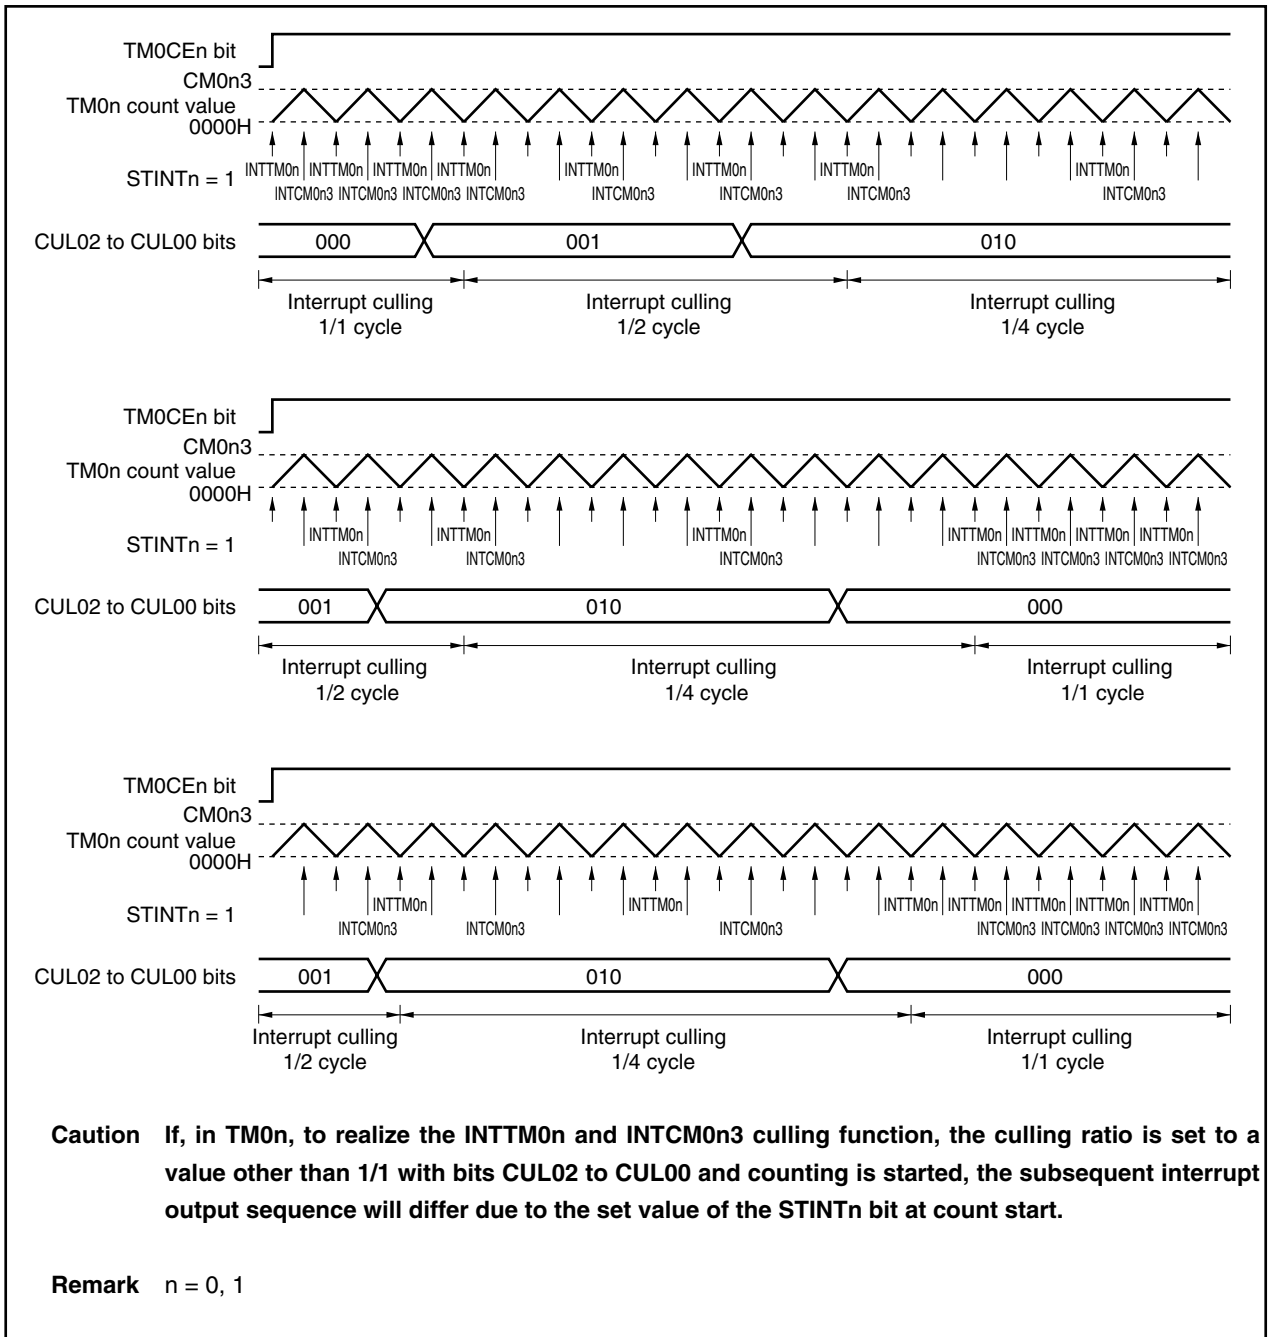 TM0CEn bit
CM0n3
TM0n count value
0000H
INTTM0n INTTM0n INTTM0n INTTM0n INTTM0n INTTM0n INTTM0n INTTM0n
STINTn = 1
INTCM0n3 INTCM0n3 INTCM0n3 INTCM0n3 INTCM0n3 INTCM0n3 INTCM0n3 INTCM0n3
CUL02 to CUL00 bits 000 001 010
Interrupt culling Interrupt culling Interrupt culling
1/1 cycle 1/2 cycle 1/4 cycle
TM0CEn bit
CM0n3
TM0n count value
0000H
INTTM0n INTTM0n INTTM0n INTTM0n INTTM0n INTTM0n INTTM0n
STINTn = 1
INTCM0n3 INTCM0n3 INTCM0n3 INTCM0n3 INTCM0n3 INTCM0n3 INTCM0n3
CUL02 to CUL00 bits 001 010 000
Interrupt culling Interrupt culling Interrupt culling
1/2 cycle 1/4 cycle 1/1 cycle
TM0CEn bit
CM0n3
TM0n count value
0000H
INTTM0n INTTM0n INTTM0n INTTM0n INTTM0n INTTM0n INTTM0n
STINTn = 1
INTCM0n3 INTCM0n3 INTCM0n3 INTCM0n3 INTCM0n3 INTCM0n3 INTCM0n3
CUL02 to CUL00 bits 001 010 000
Interrupt culling Interrupt culling Interrupt culling
1/2 cycle 1/4 cycle 1/1 cycle
Caution If, in TM0n, to realize the INTTM0n and INTCM0n3 culling function, the culling ratio is set to a
value other than 1/1 with bits CUL02 to CUL00 and counting is started, the subsequent interrupt
output sequence will differ due to the set value of the STINTn bit at count start.
Remark n = 0, 1